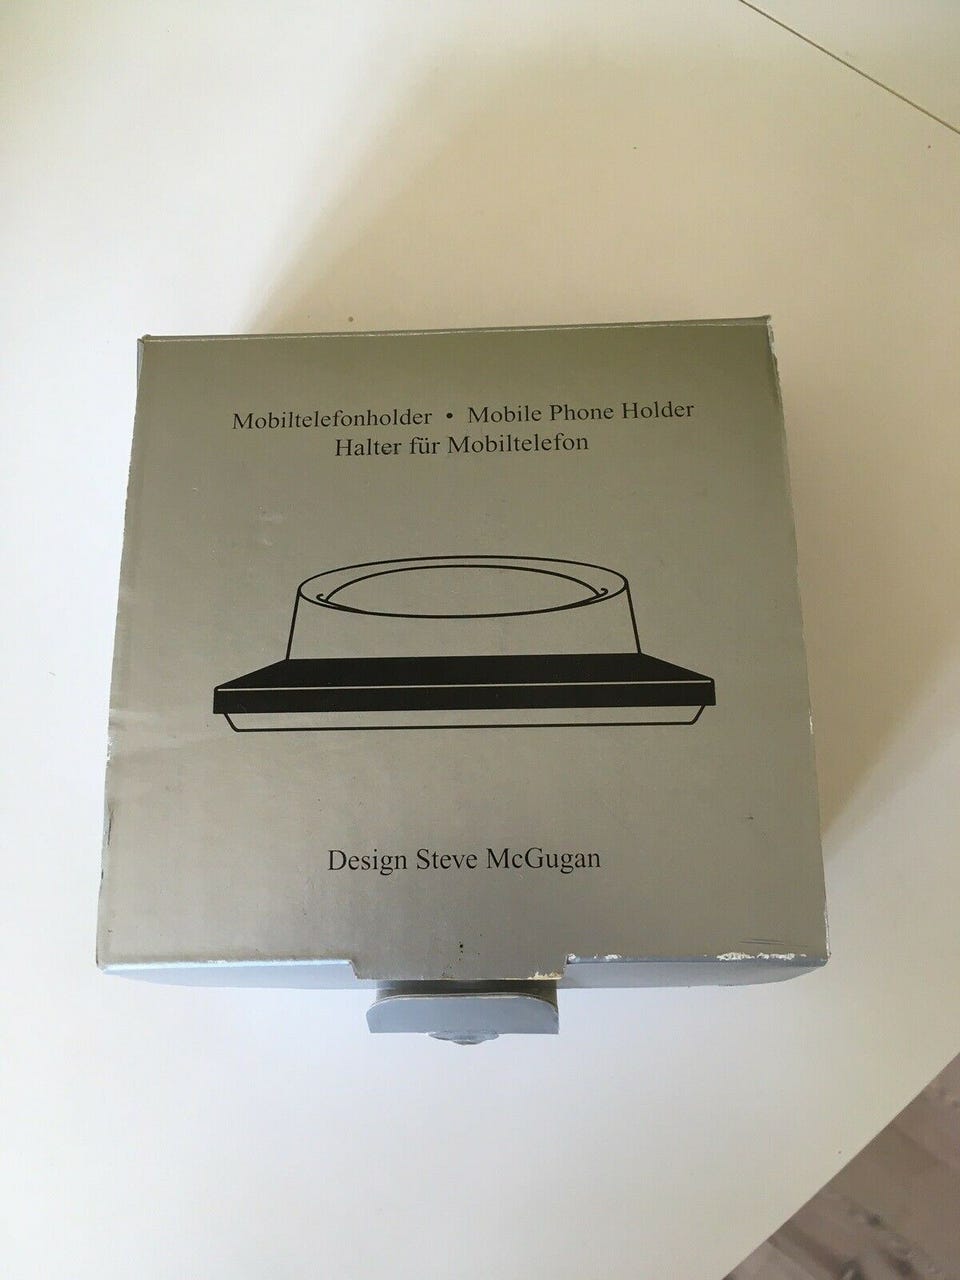 Mobiltelefonholder • Mobile Phone Holder
Halter für Mobiltelefon
Design Steve McGugan